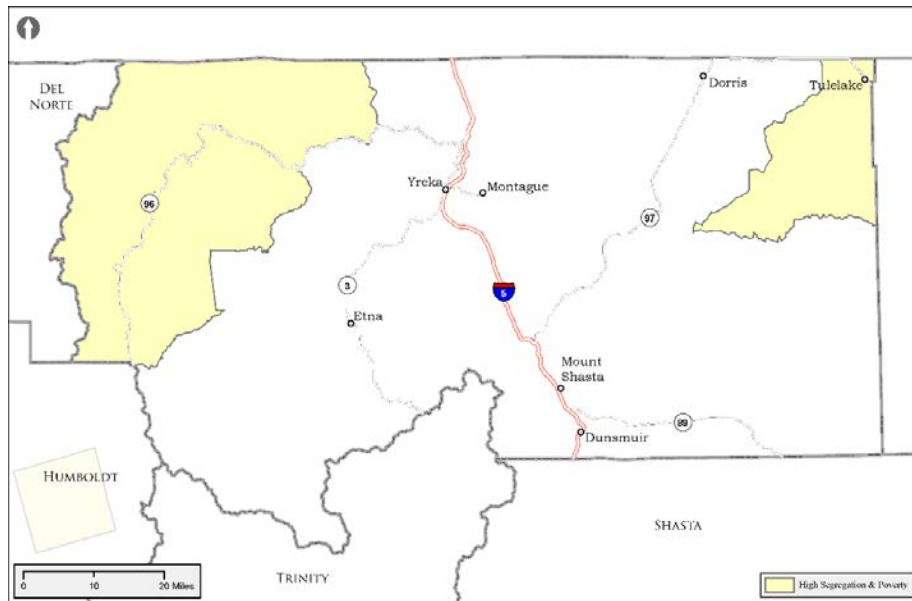 DEL
NORTE
Dorris
Tulelake
Yreka
Montague
96
97
3
5
Etna
Mount
Shasta
89
Dunsmuir
HUMBOLDT
SHASTA
TRINITY
0 10 20 Miles
High Segregation & Poverty